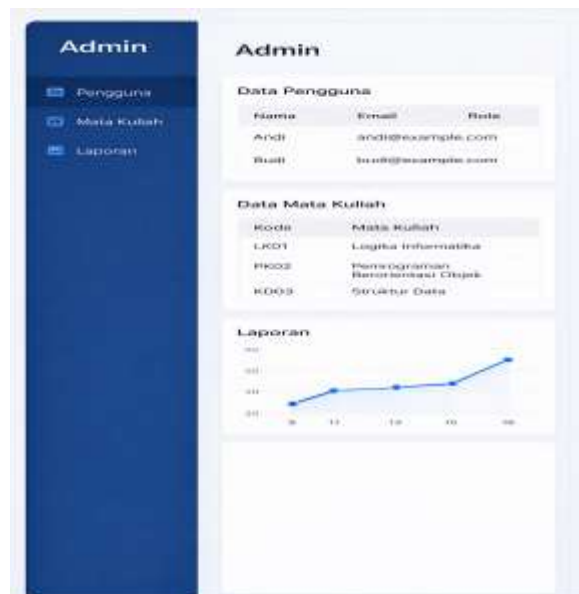 Admin
Pengguna
Mata Kuliah
Laporan
Admin
Data Pengguna
Nama Email Role
Andi andi@example.com
Budi budi@example.com
Data Mata Kuliah
Kode Mata Kuliah
LK01 Logika Informatika
PK02 Pemrograman
Berorientasi Objek
KD03 Struktur Data
Laporan